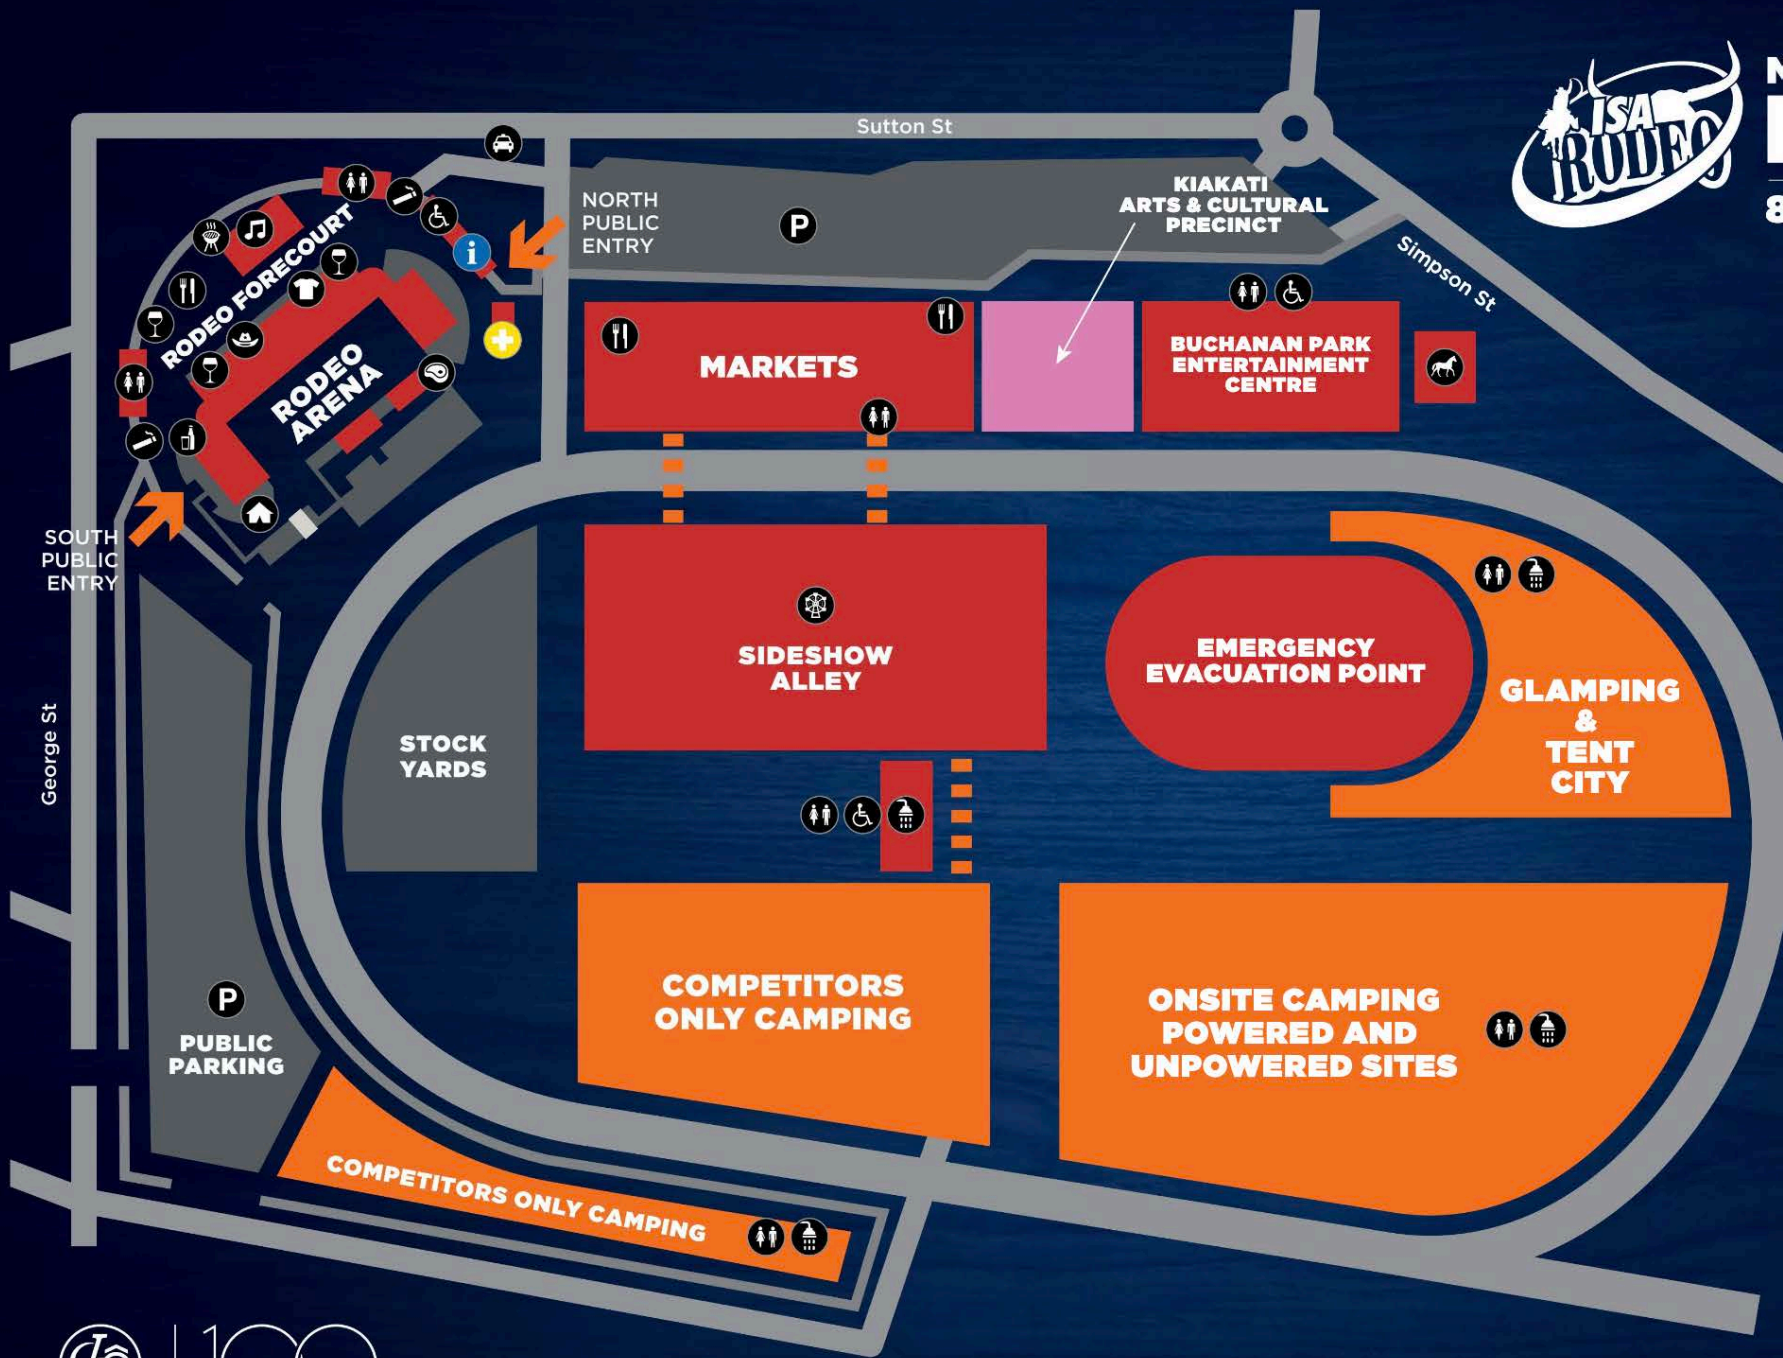 Sutton St
ISA
RODEO
N
8
NORTH
PUBLIC
ENTRY
P
KIAKATI
ARTS & CULTURAL
PRECINCT
Simpson St
i
RODEO FORECOURT
RODEO
ARENA
MARKETS
BUCHANAN PARK
ENTERTAINMENT
CENTRE
SOUTH
PUBLIC
ENTRY
SIDESHOW
ALLEY
EMERGENCY
EVACUATION POINT
GLAMPING
&
TENT
CITY
George St
STOCK
YARDS
COMPETITORS
ONLY CAMPING
ONSITE CAMPING
POWERED AND
UNPOWERED SITES
P
PUBLIC
PARKING
COMPETITORS ONLY CAMPING
100